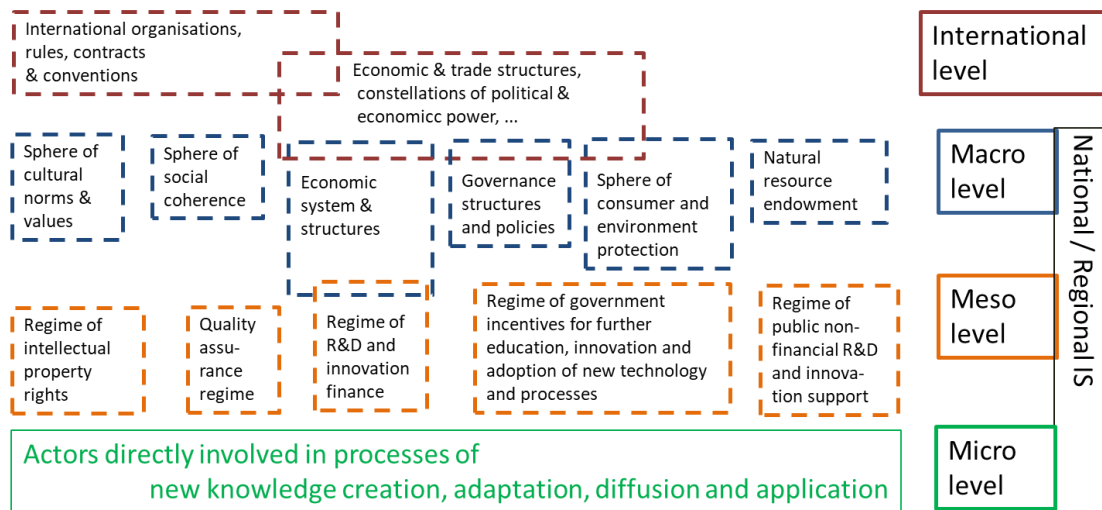 International organisations,
rules, contracts
& conventions
Economic & trade structures,
constellations of political &
economicc power, ...
International
level
Sphere of
cultural
norms &
values
Sphere of
social
coherence
Economic
system &
structures
Governance
structures
and policies
Sphere of
consumer and
environment
protection
Natural
resource
endowment
Macro
level
National / Regional IS
Regime of
intellectual
property
rights
Quality
assu-
rance
regime
Regime of
R&D and
innovation
finance
Regime of government
incentives for further
education, innovation and
adoption of new technology
and processes
Regime of
public non-
financial R&D
and innova-
tion support
Meso
level
Actors directly involved in processes of
new knowledge creation, adaptation, diffusion and application
Micro
level